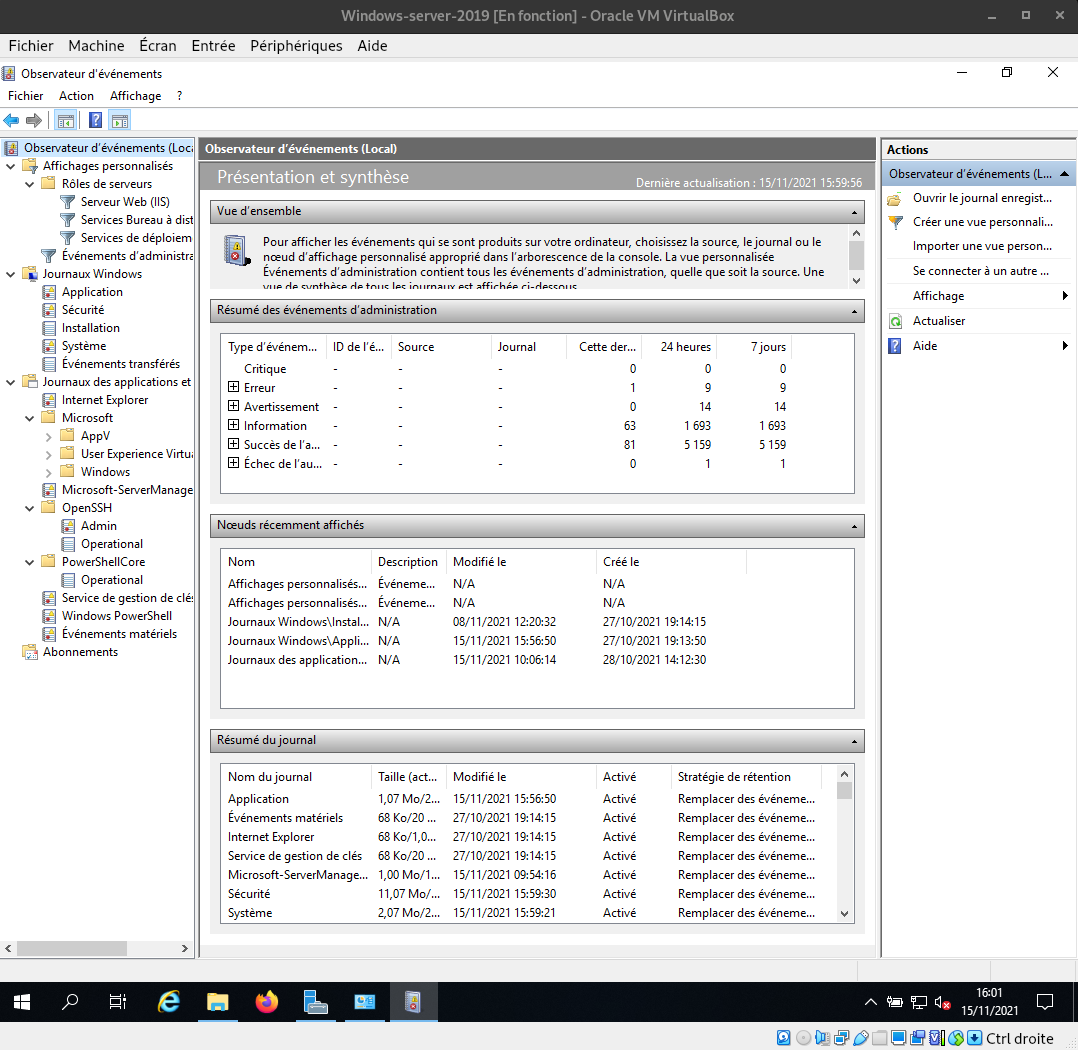 Windows-server-2019 [En fonction] - Oracle VM VirtualBox
Fichier Machine Écran Entrée Périphériques Aide
Observateur d'événements
Fichier Action Affichage ?
Observateur d'événements (Loca
Affichages personnalisés
Rôles de serveurs
Serveur Web (IIS)
Services Bureau à dist
Services de déploiem
Événements d'administra
Journaux Windows
Application
Sécurité
Installation
Système
Événements transférés
Journaux des applications et
Internet Explorer
Microsoft
AppV
User Experience Virtua
Windows
Microsoft-ServerManage
OpenSSH
Admin
Operational
PowerShellCore
Operational
Service de gestion de clés
Windows PowerShell
Événements matériels
Abonnements
Observateur d'événements (Local)
Présentation et synthèse
Dernière actualisation : 15/11/2021 15:59:56
Vue d'ensemble
Pour afficher les événements qui se sont produits sur votre ordinateur, choisissez la source, le journal ou le
nœud d'affichage personnalisé approprié dans l'arborescence de la console. La vue personnalisée
Événements d'administration contient tous les événements d'administration, quelle que soit la source. Une
vue de synthèse de tous les journaux est affichée ci-dessous.
Résumé des événements d'administration
Type d'événem... ID de l'é... Source Journal Cette der... 24 heures 7 jours
Critique - - - 0 0 0
Erreur - - - 1 9 9
Avertissement - - - 0 14 14
Information - - - 63 1 693 1 693
Succès de l'a... - - - 81 5 159 5 159
Échec de l'au... - - - 0 1 1
Nœuds récemment affichés
Nom Description Modifié le Créé le
Affichages personnalisés... Événeme... N/A N/A
Affichages personnalisés... Événeme... N/A N/A
Journaux Windows\Instal... N/A 08/11/2021 12:20:32 27/10/2021 19:14:15
Journaux Windows\Appli... N/A 15/11/2021 15:56:50 27/10/2021 19:13:50
Journaux des application... N/A 15/11/2021 10:06:14 28/10/2021 14:12:30
Résumé du journal
Nom du journal Taille (act... Modifié le Activé Stratégie de rétention
Application 1,07 Mo/2... 15/11/2021 15:56:50 Activé Remplacer des événeme...
Événements matériels 68 Ko/20 ... 27/10/2021 19:14:15 Activé Remplacer des événeme...
Internet Explorer 68 Ko/1,0... 27/10/2021 19:14:15 Activé Remplacer des événeme...
Service de gestion de clés 68 Ko/20 ... 27/10/2021 19:14:15 Activé Remplacer des événeme...
Microsoft-ServerManage... 1,00 Mo/1... 15/11/2021 09:54:16 Activé Remplacer des événeme...
Sécurité 11,07 Mo/... 15/11/2021 15:59:30 Activé Remplacer des événeme...
Système 2,07 Mo/2... 15/11/2021 15:59:21 Activé Remplacer des événeme...
Actions
Observateur d'événements (L...
Ouvrir le journal enregist...
Créer une vue personnali...
Importer une vue person...
Se connecter à un autre ...
Affichage
Actualiser
Aide
16:01
15/11/2021
Ctrl droite